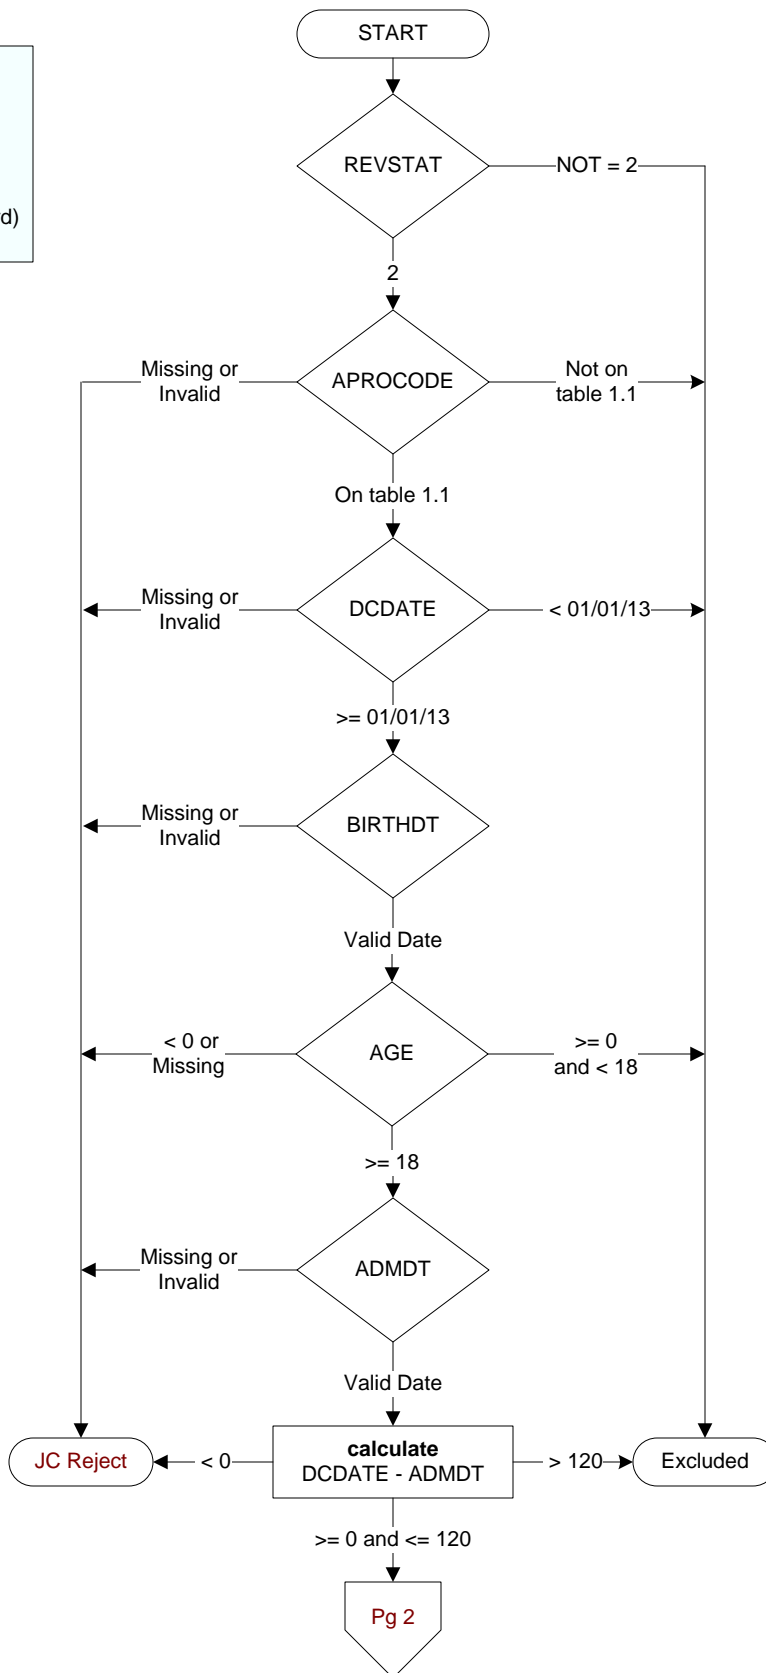 START
REVSTAT
NOT = 2
d)
2
Missing or
Invalid
APROCODE
Not on
table 1.1
On table 1.1
Missing or
Invalid
DCDATE
< 01/01/13
>= 01/01/13
Missing or
Invalid
BIRTHDT
Valid Date
< 0 or
Missing
AGE
>= 0
and < 18
>= 18
Missing or
Invalid
ADMDT
Valid Date
JC Reject
< 0
calculate
DCDATE - ADMDT
> 120
Excluded
>= 0 and <= 120
Pg 2